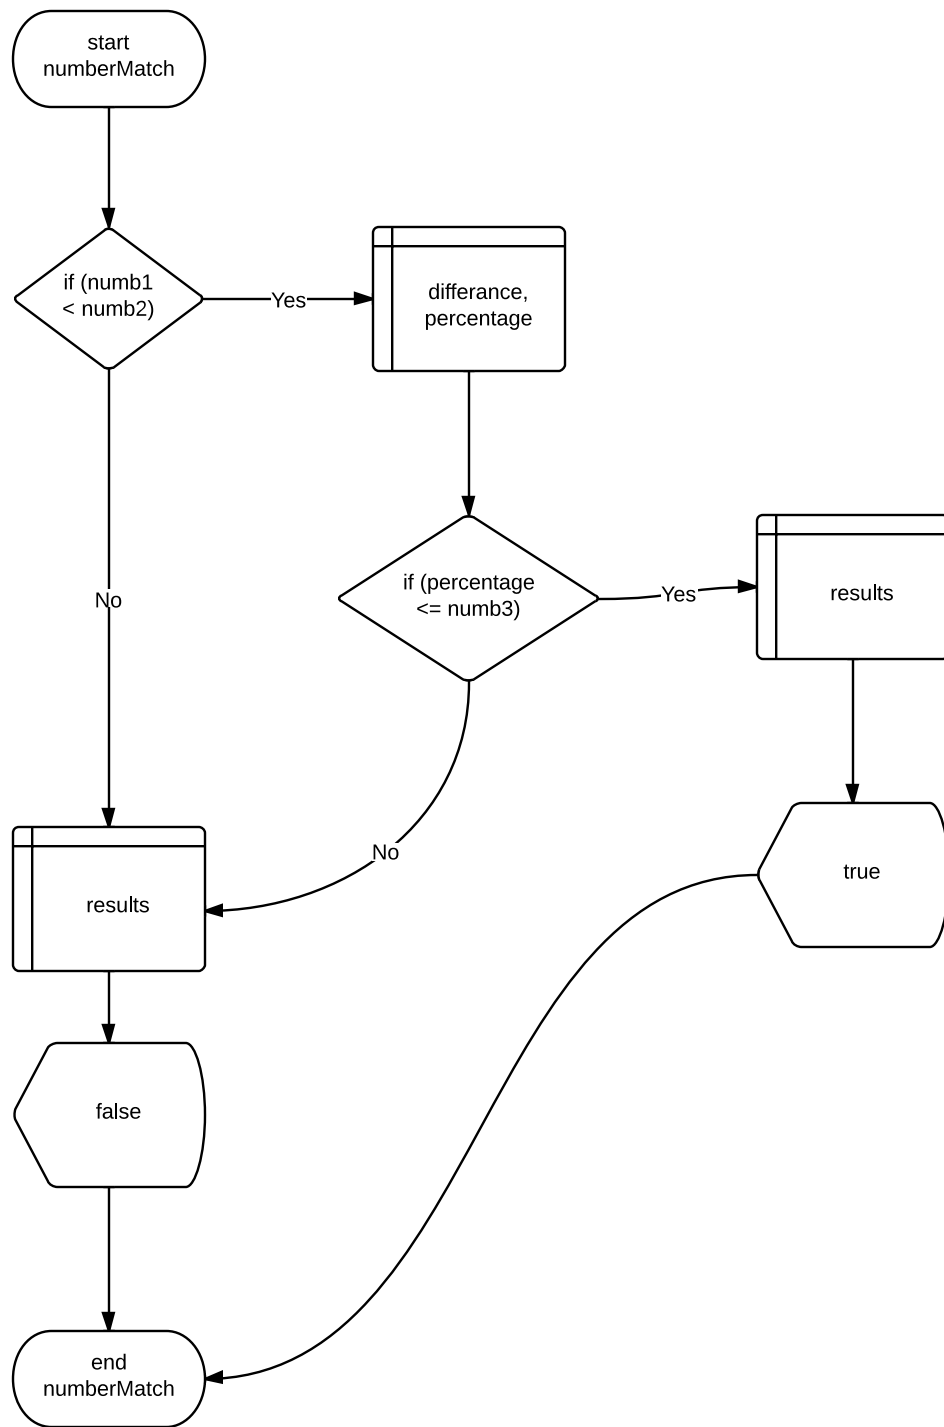 start
numberMatch
if (numb1
< numb2)
Yes
differance,
percentage
No
if (percentage
<= numb3)
Yes
results
No
results
true
false
end
numberMatch